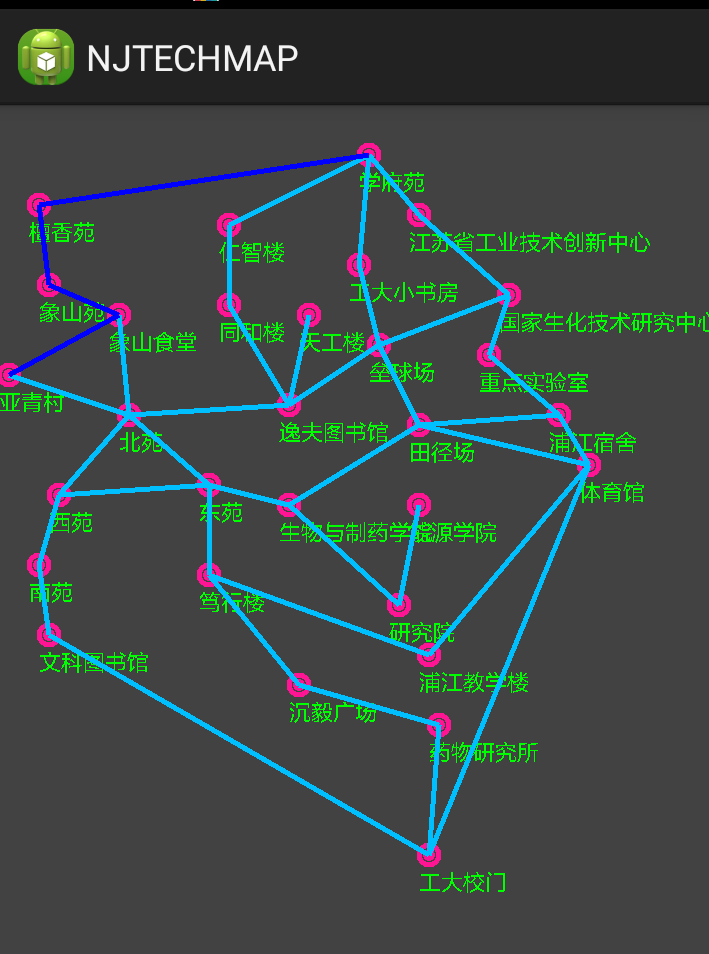 NJTECHMAP
学府苑
檀香苑
江苏省工业技术创新中心
仁智楼
工大小书房
象山苑
国家生化技术研究中心
同和楼
天工楼
象山食堂
垒球场
重点实验室
亚青村
逸夫图书馆
北苑
浦江宿舍
田径场
体育馆
东苑
西苑
生物与制药学
能源学院
南苑
笃行楼
研究院
文科图书馆
浦江教学楼
沉毅广场
药物研究所
工大校门